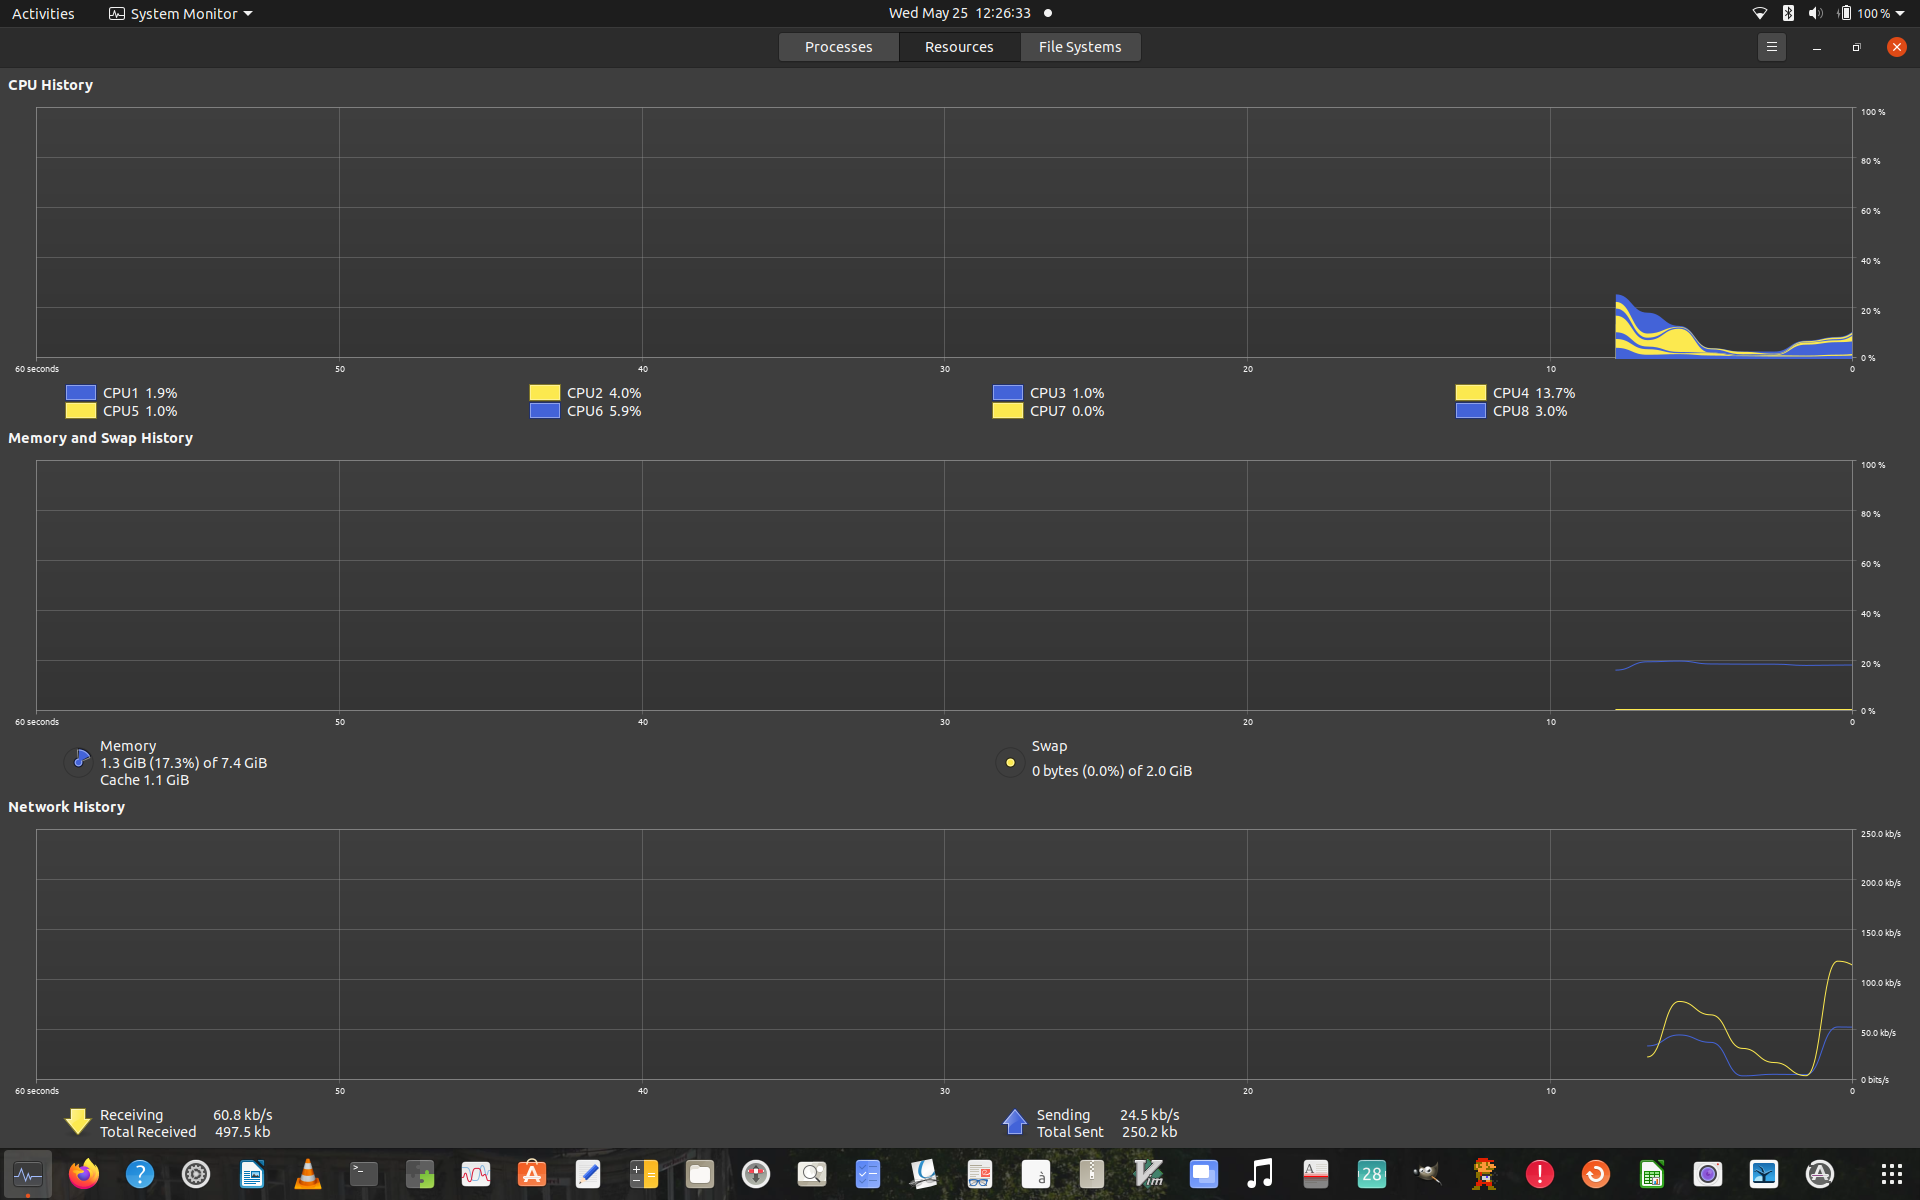 Activities
System Monitor
Wed May 25 12:26:33
100 %
Processes
Resources
File Systems
CPU History
100 %
80 %
60 %
40 %
20 %
0 %
60 seconds
50
40
30
20
10
0
CPU1 1.9%
CPU2 4.0%
CPU3 1.0%
CPU4 13.7%
CPU5 1.0%
CPU6 5.9%
CPU7 0.0%
CPU8 3.0%
Memory and Swap History
100 %
80 %
60 %
40 %
20 %
0 %
60 seconds
50
40
30
20
10
0
Memory
1.3 GiB (17.3%) of 7.4 GiB
Cache 1.1 GiB
Swap
0 bytes (0.0%) of 2.0 GiB
Network History
250.0 kb/s
200.0 kb/s
150.0 kb/s
100.0 kb/s
50.0 kb/s
0 bits/s
60 seconds
50
40
30
20
10
0
Receiving 60.8 kb/s
Total Received 497.5 kb
Sending 24.5 kb/s
Total Sent 250.2 kb
?
>_
A
à
Vim
A
28
!
A